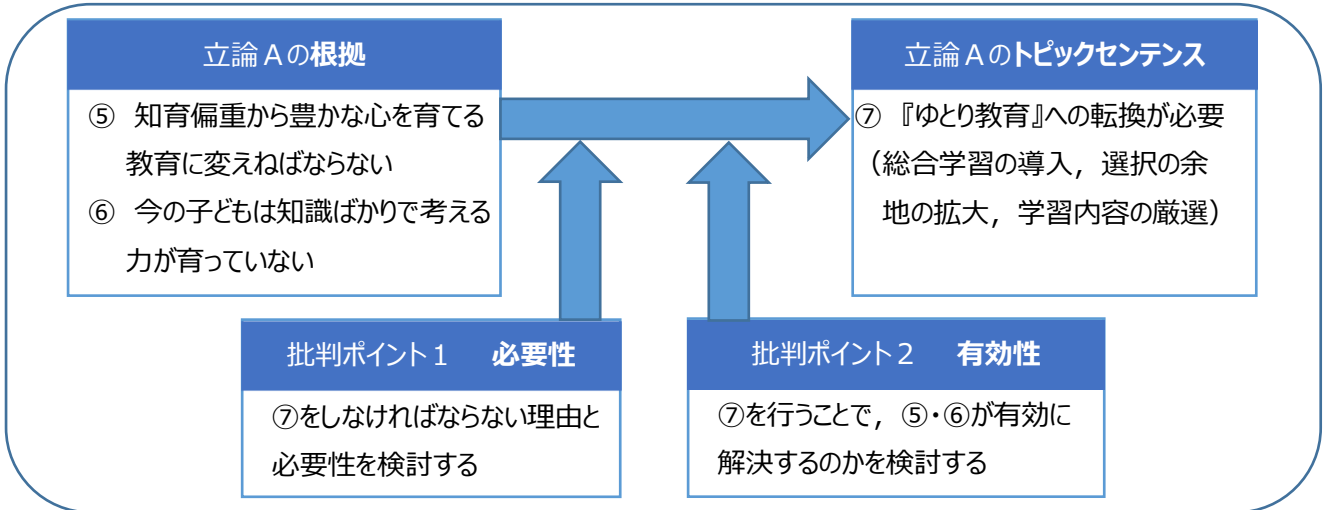 立論Aの根拠
⑤ 知育偏重から豊かな心を育てる
教育に変えねばならない
⑥ 今の子どもは知識ばかりで考える
力が育っていない
立論Aのトピックセンテンス
⑦ 『ゆとり教育』への転換が必要
(総合学習の導入，選択の余
地の拡大，学習内容の厳選)
批判ポイント1 必要性
⑦をしなければならない理由と
必要性を検討する
批判ポイント2 有効性
⑦を行うことで，⑤・⑥が有効に
解決するのかを検討する